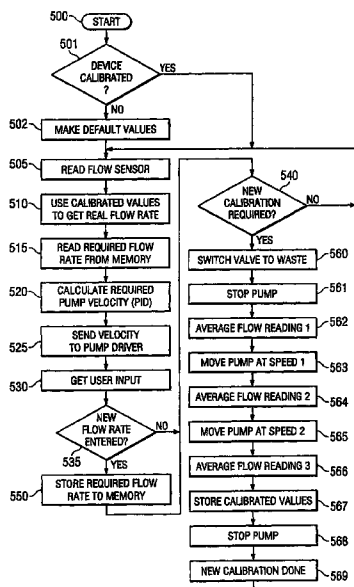 500
START
501
DEVICE
CALIBRATED
?
YES
NO
502
MAKE DEFAULT VALUES
505
READ FLOW SENSOR
510
USE CALIBRATED VALUES
TO GET REAL FLOW RATE
515
READ REQUIRED FLOW
RATE FROM MEMORY
520
CALCULATE REQUIRED
PUMP VELOCITY (PID)
525
SEND VELOCITY
TO PUMP DRIVER
530
GET USER INPUT
NEW
FLOW RATE
ENTERED?
NO
535
YES
550
STORE REQUIRED FLOW
RATE TO MEMORY
540
NEW
CALIBRATION
REQUIRED?
NO
YES
SWITCH VALVE TO WASTE
560
STOP PUMP
561
AVERAGE FLOW READING 1
562
MOVE PUMP AT SPEED 1
563
AVERAGE FLOW READING 2
564
MOVE PUMP AT SPEED 2
565
AVERAGE FLOW READING 3
566
STORE CALIBRATED VALUES
567
STOP PUMP
568
NEW CALIBRATION DONE
569